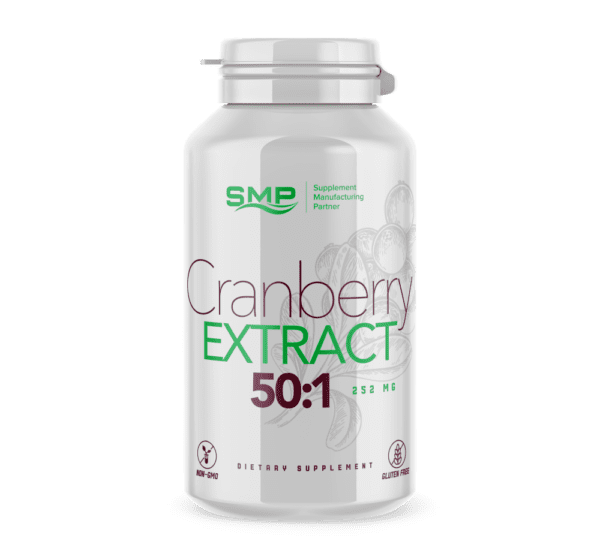 SMP
Supplement
Manufacturing
Partner
Cranberry
EXTRACT
50:1 252 MG
NON-GMO
DIETARY SUPPLEMENT
GLUTEN FREE